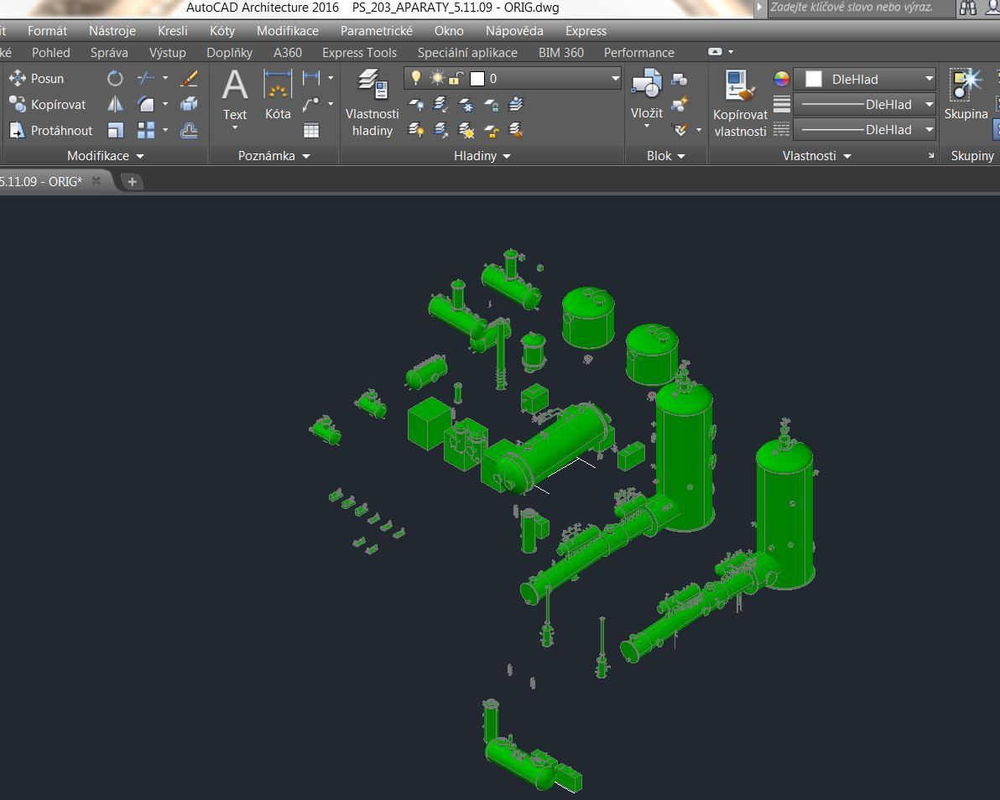 AutoCAD Architecture 2016 PS_203_APARATY_5.11.09 - ORIG.dwg
Zadejte klíčové slovo nebo výraz.
it Formát Nástroje Kresli Kóty Modifikace Parametrické Okno Nápověda Express
ké Pohled Správa Výstup Doplňky A360 Express Tools Speciální aplikace BIM 360 Performance
Posun
Kopírovat
Protáhnout
Modifikace
Text
Kóta
Poznámka
Vlastnosti
hladiny
0
Hladiny
Vložit
Blok
Kopírovat
vlastnosti
DleHlad
DleHlad
DleHlad
Vlastnosti
Skupina
Skupiny
5.11.09 - ORIG*